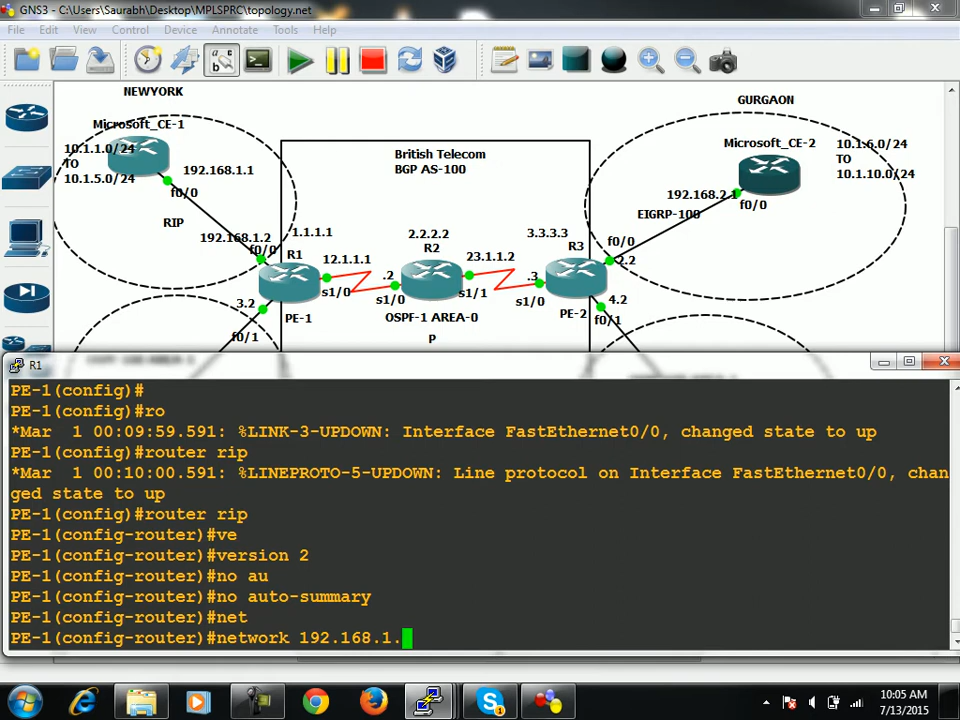 GNS3 — C:\Users\Saurabh\Desktop\MPLSPRC\topology.net
File Edit View Control Device Annotate Tools Help
NEWYORK
GURGAON
Microsoft_CE-1
Microsoft_CE-2
10.1.1.0/24
TO
10.1.5.0/24
192.168.1.1
f0/0
British Telecom
BGP AS-100
10.1.6.0/24
TO
10.1.10.0/24
192.168.2.1
f0/0
RIP
EIGRP-100
192.168.1.2
f0/0
1.1.1.1
R1
2.2.2.2
R2
3.3.3.3
R3
f0/0
2.2
12.1.1.1
s1/0
.2
s1/0
23.1.1.2
s1/1
.3
s1/0
3.2
f0/1
PE-1
OSPF-1 AREA-0
P
PE-2
4.2
f0/1
R1
PE-1(config)#
PE-1(config)#ro
*Mar 1 00:09:59.591: %LINK-3-UPDOWN: Interface FastEthernet0/0, changed state to up
PE-1(config)#router rip
*Mar 1 00:10:00.591: %LINEPROTO-5-UPDOWN: Line protocol on Interface FastEthernet0/0, chan
ged state to up
PE-1(config)#router rip
PE-1(config-router)#ve
PE-1(config-router)#version 2
PE-1(config-router)#no au
PE-1(config-router)#no auto-summary
PE-1(config-router)#net
PE-1(config-router)#network 192.168.1.
10:05 AM
7/13/2015